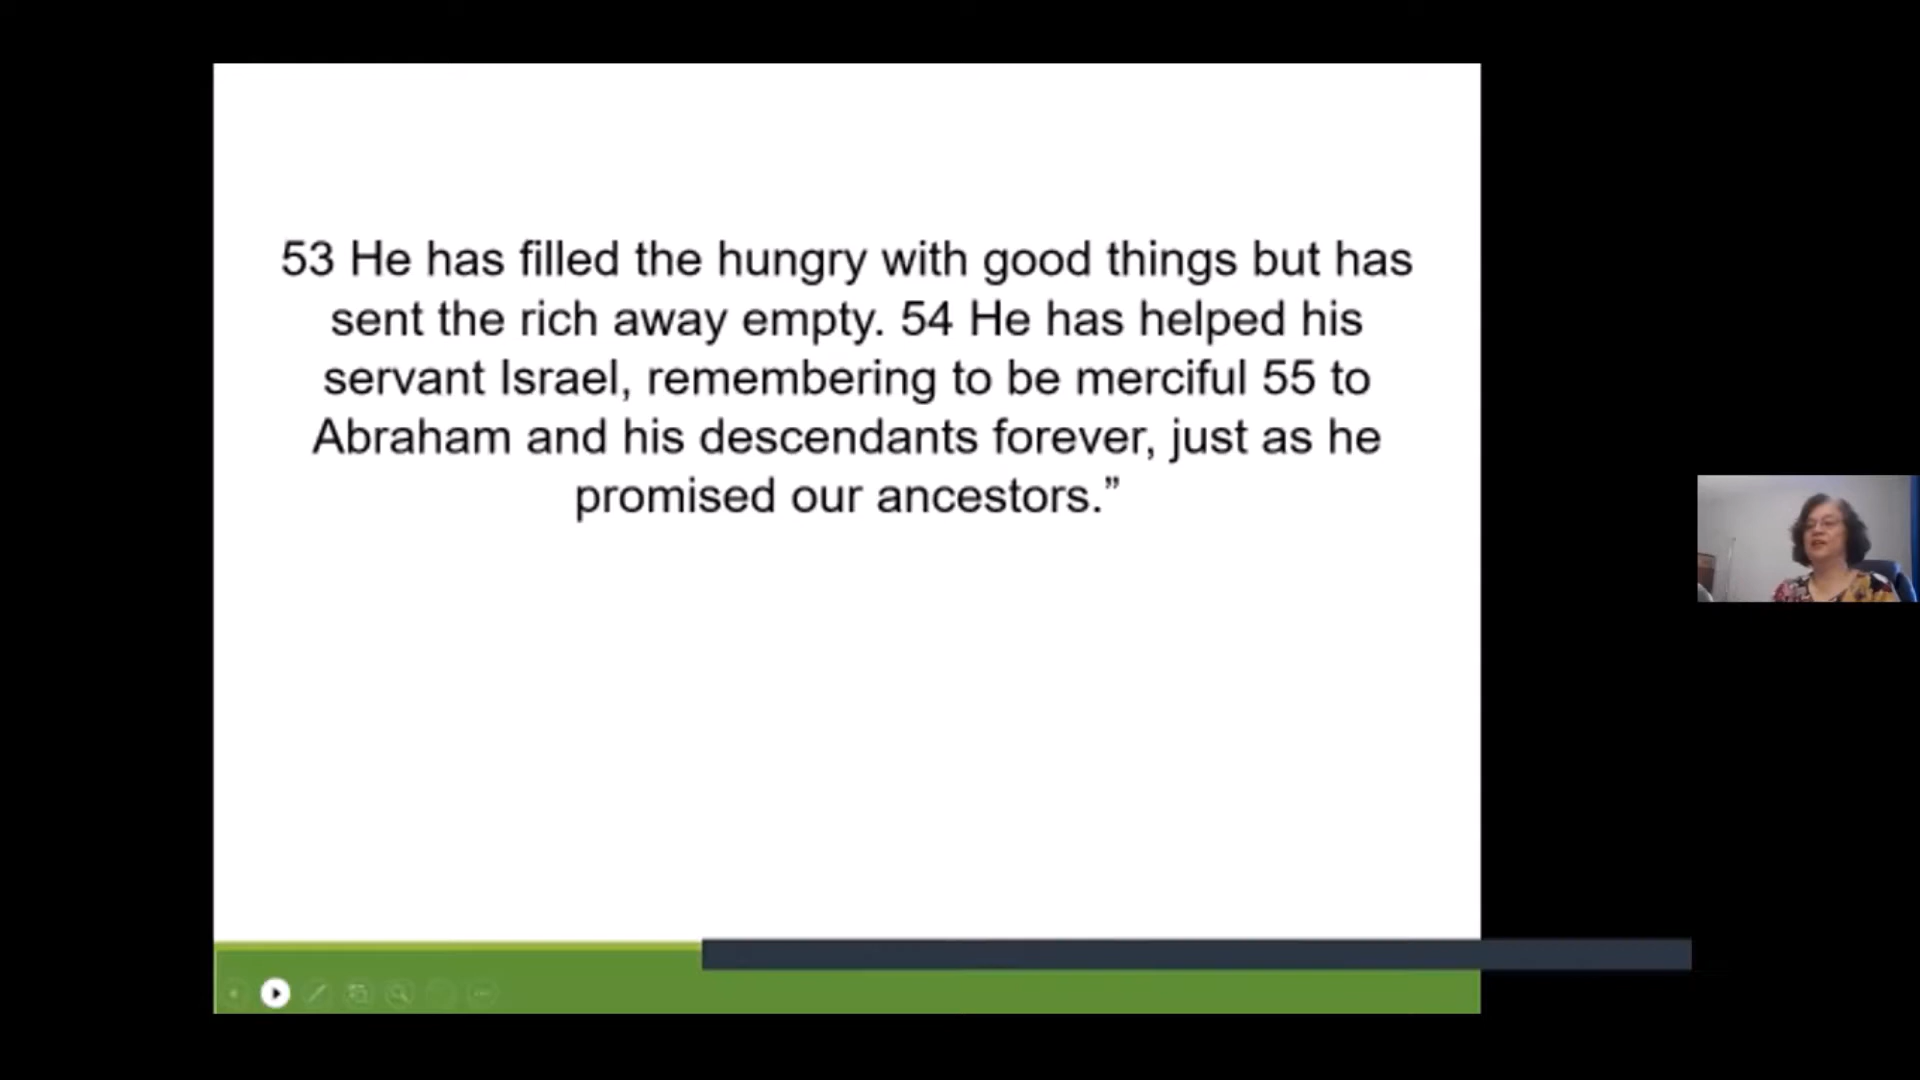 53 He has filled the hungry with good things but has
sent the rich away empty. 54 He has helped his
servant Israel, remembering to be merciful 55 to
Abraham and his descendants forever, just as he
promised our ancestors.”